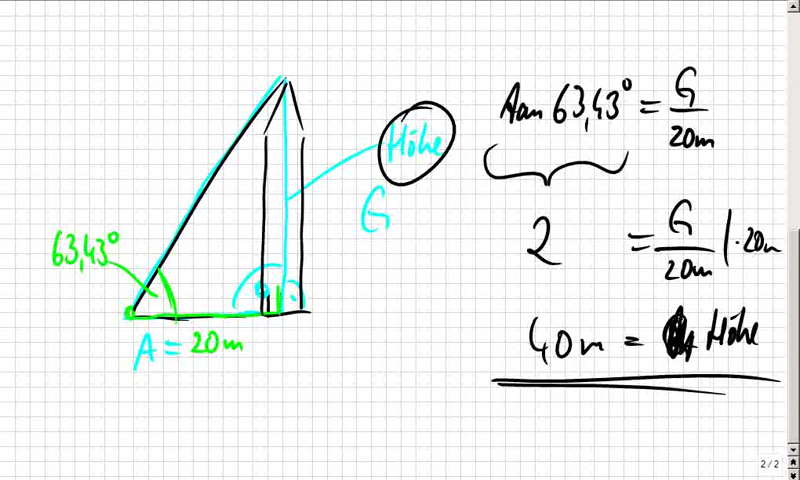 Höhe
G
63,43°
A = 20m
tan 63,43° = G/20m
2 = G/20m | · 20m
40m = Höhe
2/2